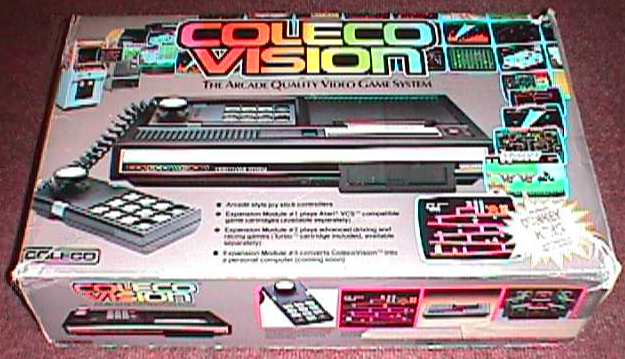 COLECO
VISION
THE ARCADE QUALITY VIDEO GAME SYSTEM
Arcade style joy stick controllers
Expansion Module #1 plays Atari® VCS™ compatible
game cartridges (available separately)
Expansion Module #2 plays advanced driving and
racing games (Turbo™ cartridge included, available
separately)
Expansion Module #3 converts ColecoVision™ into
a personal computer (coming soon)
COLECO
COLECO
VISION